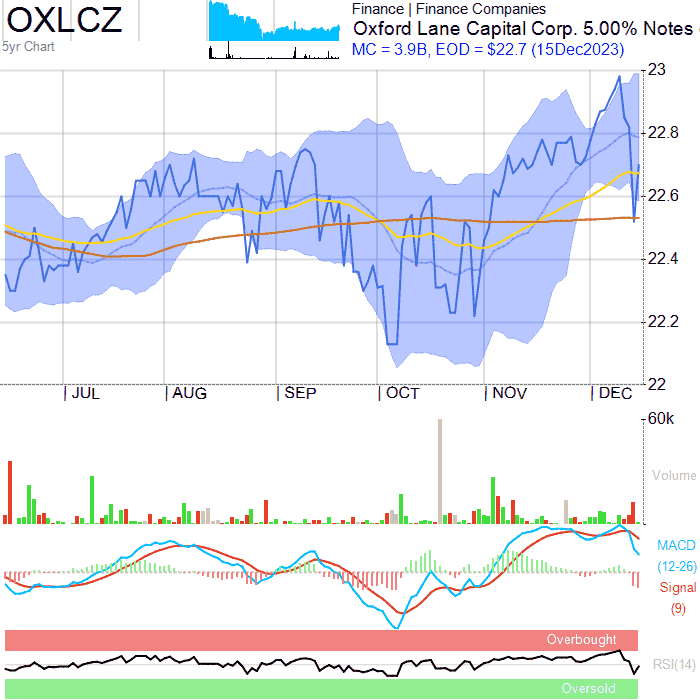 OXLCZ
5yr Chart
Finance | Finance Companies
Oxford Lane Capital Corp. 5.00% Notes
MC = 3.9B, EOD = $22.7 (15Dec2023)
23
22.8
22.6
22.4
22.2
22
JUL AUG SEP OCT NOV DEC
60k
Volume
MACD
(12-26)
Signal
(9)
Overbought
RSI(14)
Oversold